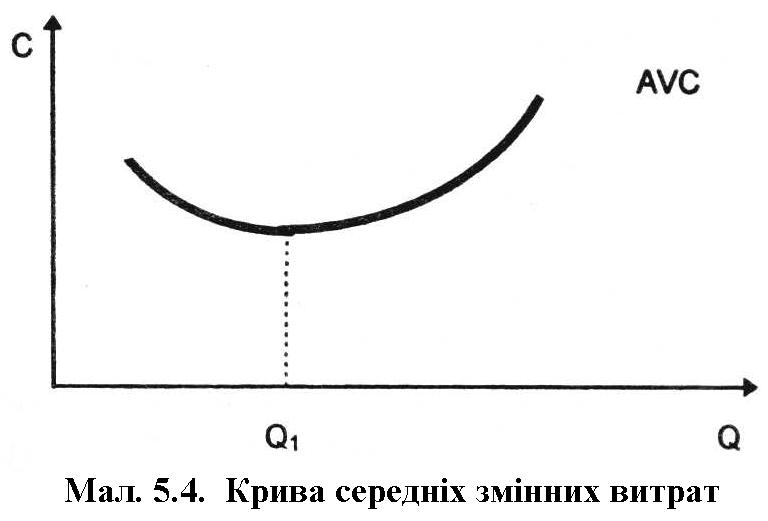 C
AVC
Q₁
Q
Мал. 5.4. Крива середніх змінних витрат